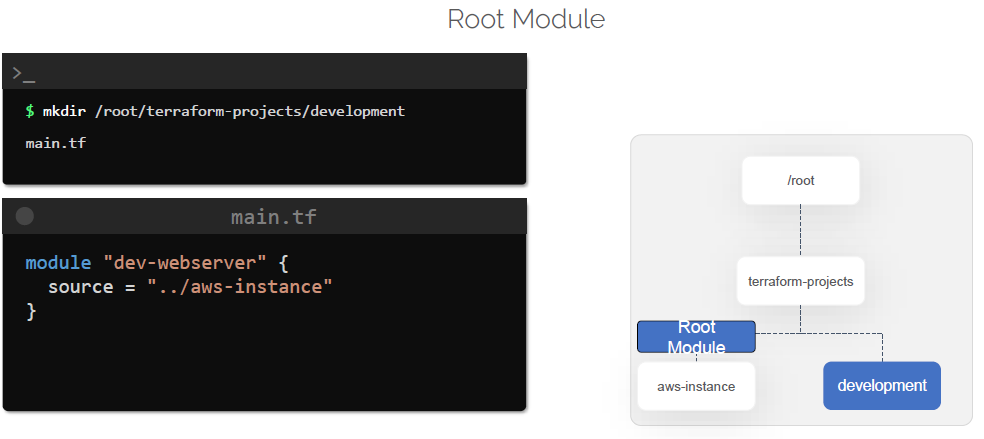 Root Module
>_
$ mkdir /root/terraform-projects/development
main.tf
main.tf
module "dev-webserver" {
  source = "../aws-instance"
}
/root
terraform-projects
Root
Module
aws-instance
development